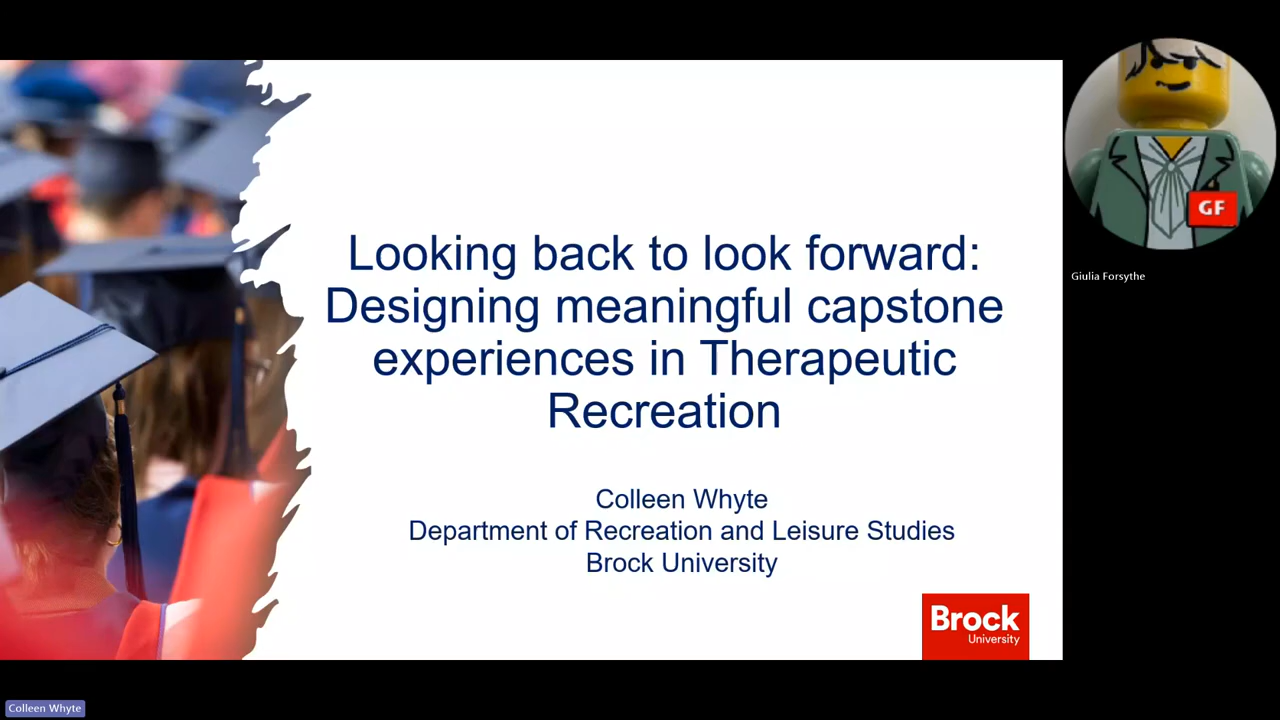 Looking back to look forward:
Designing meaningful capstone
experiences in Therapeutic
Recreation
Colleen Whyte
Department of Recreation and Leisure Studies
Brock University
Brock
University
GF
Giulia Forsythe
Colleen Whyte